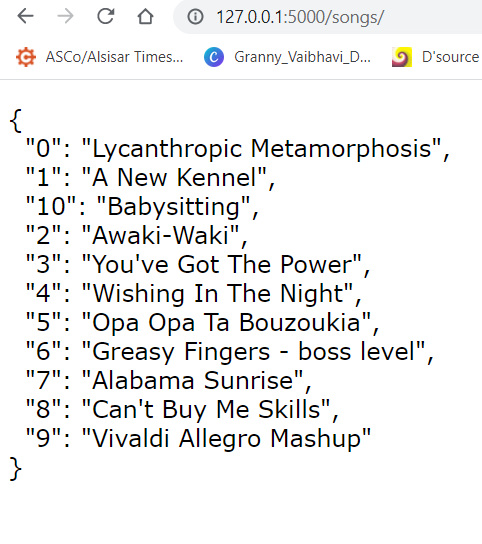 127.0.0.1:5000/songs/
ASCo/Alsisar Times... Granny_Vaibhavi_D... D'source
{
"0": "Lycanthropic Metamorphosis",
"1": "A New Kennel",
"10": "Babysitting",
"2": "Awaki-Waki",
"3": "You've Got The Power",
"4": "Wishing In The Night",
"5": "Opa Opa Ta Bouzoukia",
"6": "Greasy Fingers - boss level",
"7": "Alabama Sunrise",
"8": "Can't Buy Me Skills",
"9": "Vivaldi Allegro Mashup"
}